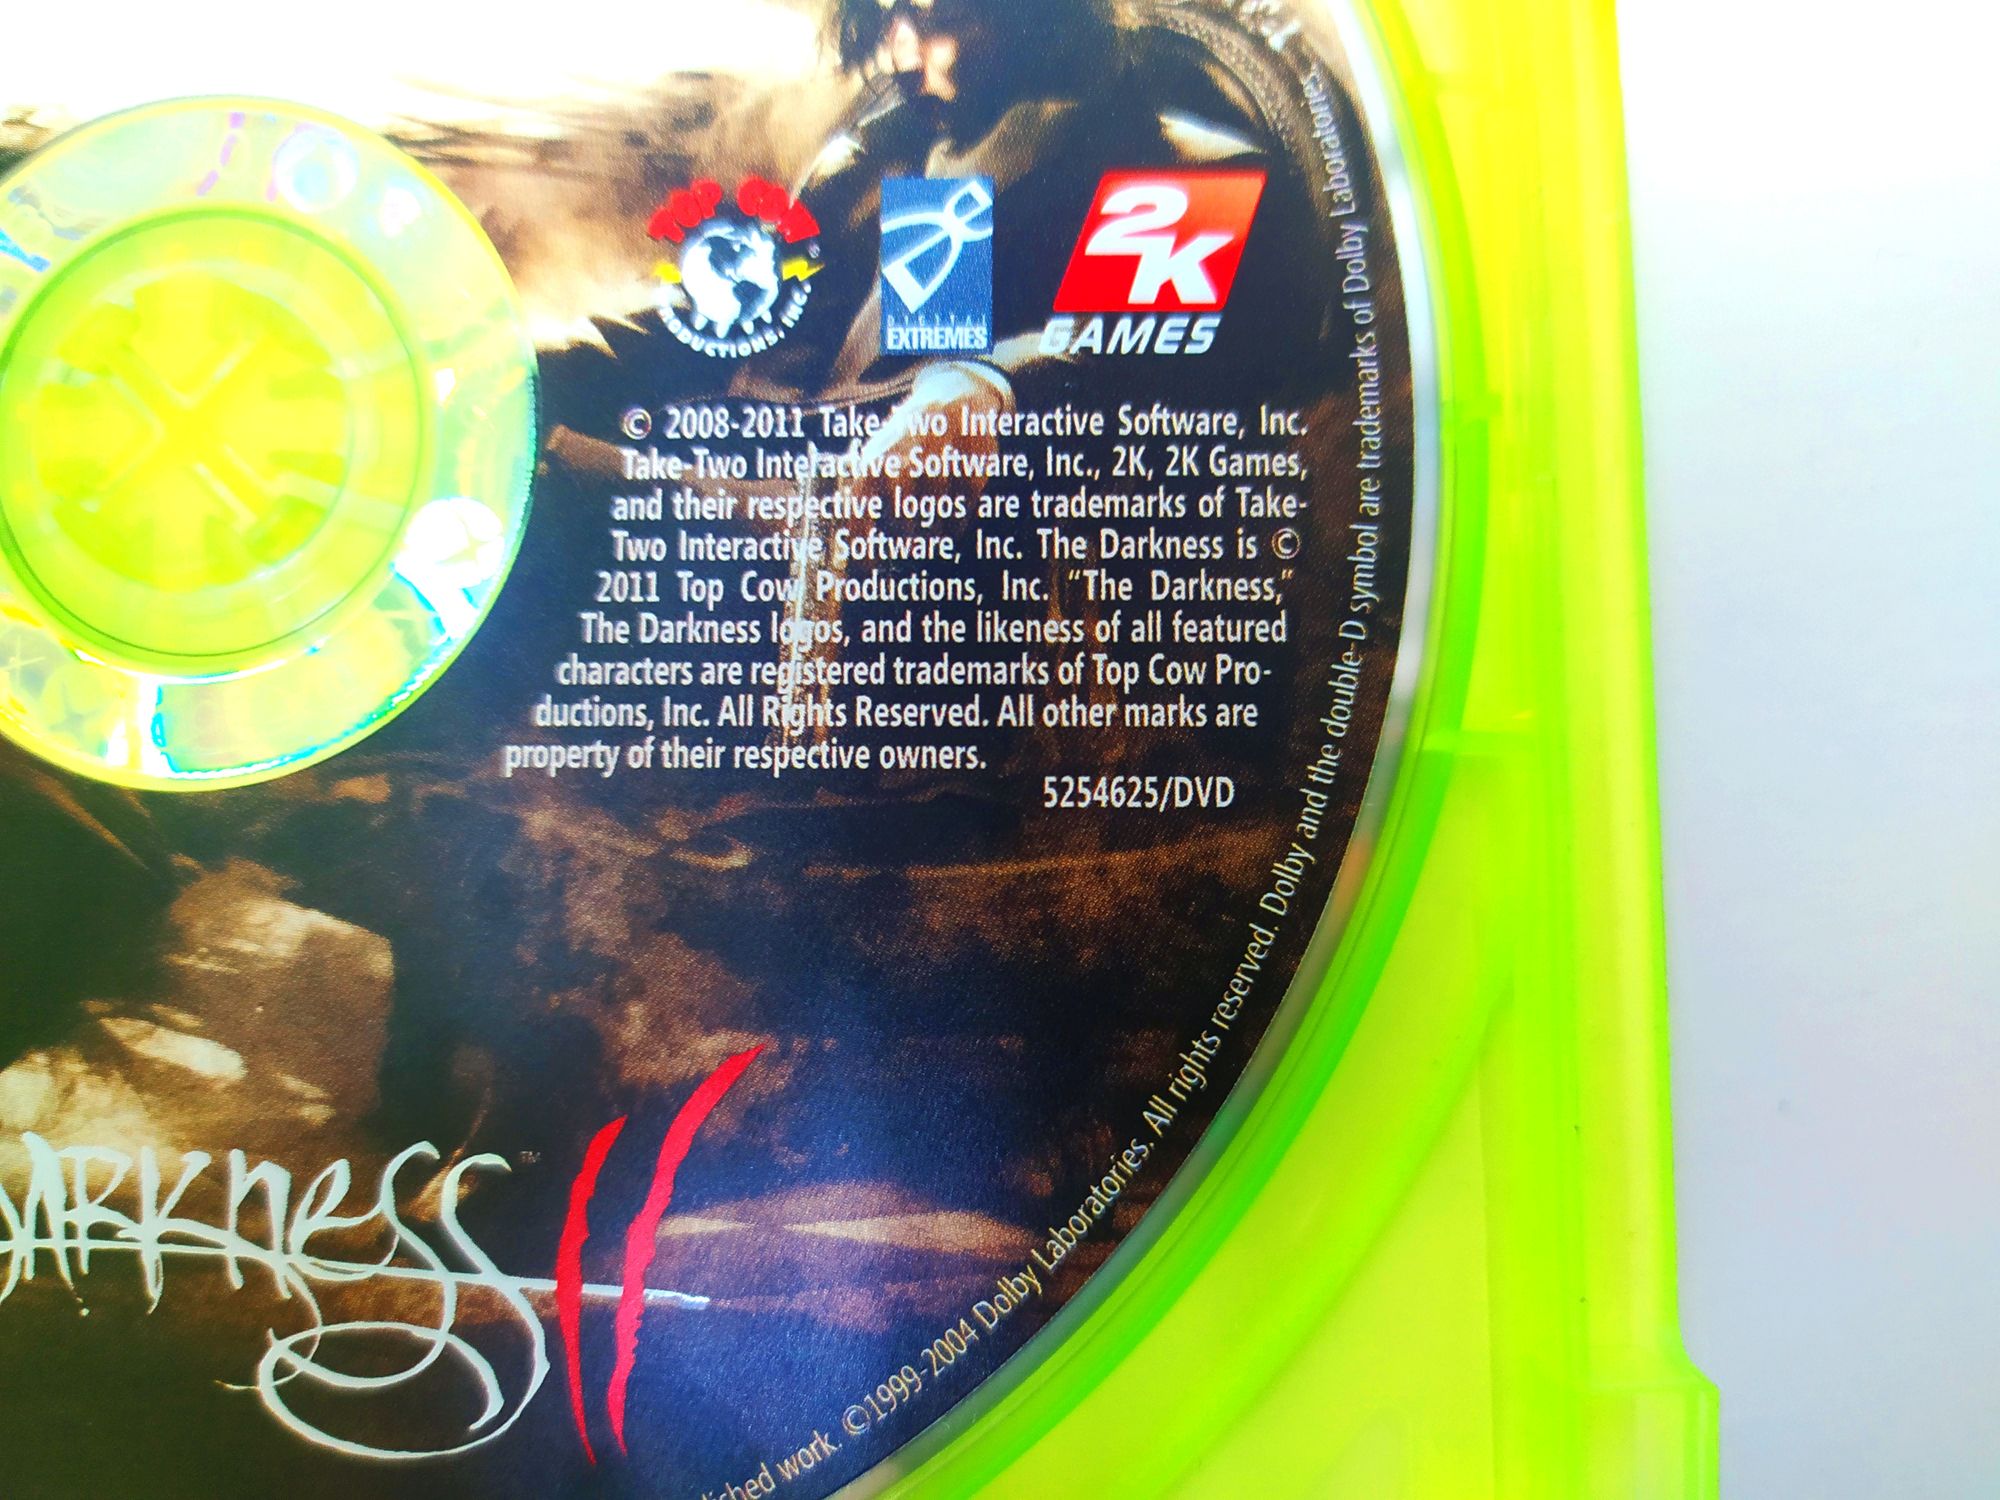 TOP COW
PRODUCTIONS, INC.
DIGITAL
EXTREMES
2K
GAMES
© 2008-2011 Take-Two Interactive Software, Inc.
Take-Two Interactive Software, Inc., 2K, 2K Games,
and their respective logos are trademarks of Take-
Two Interactive Software, Inc. The Darkness is ©
2011 Top Cow Productions, Inc. “The Darkness,”
The Darkness logos, and the likeness of all featured
characters are registered trademarks of Top Cow Pro-
ductions, Inc. All Rights Reserved. All other marks are
property of their respective owners.
5254625/DVD
DARKNESS II ™
work. ©1999-2004 Dolby Laboratories. All rights reserved. Dolby and the double-D symbol are trademarks of Dolby Laboratories.